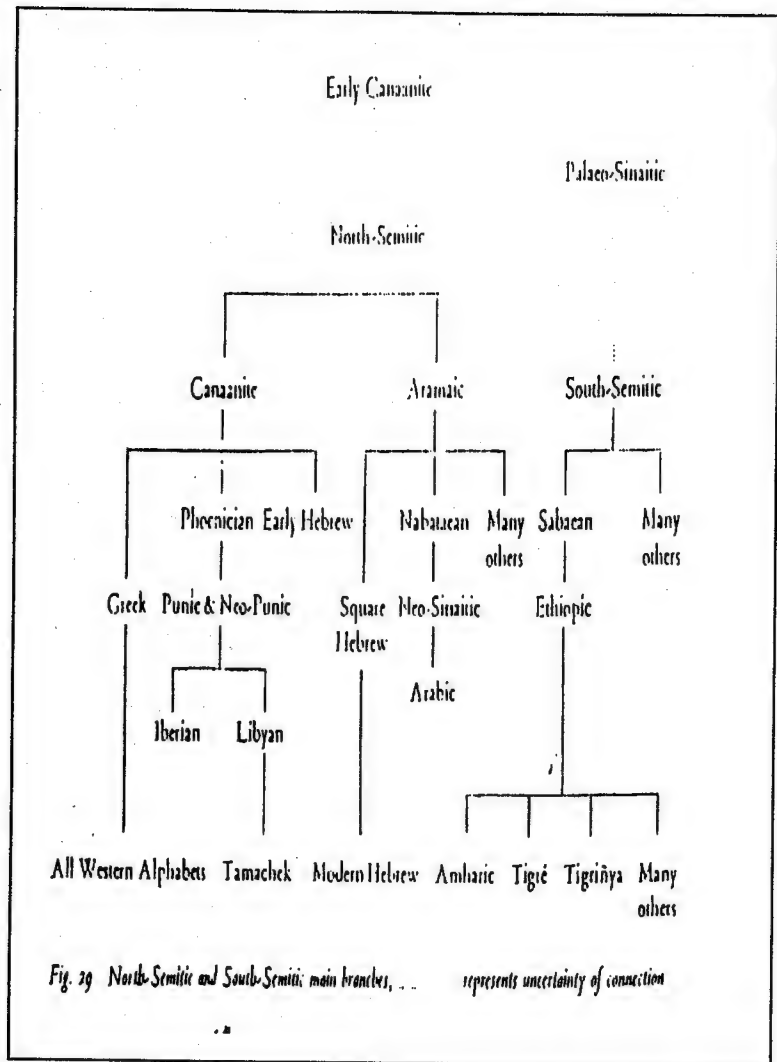 Early Canaanite
Palaeo-Sinaitic
North-Semitic
Canaanite Aramaic South-Semitic
Phoenician Early Hebrew Nabataean Many others Sabaean Many others
Greek Punic & Neo-Punic Square Hebrew Neo-Sinaitic Ethiopic
Arabic
Iberian Libyan
All Western Alphabets Tamachek Modern Hebrew Amharic Tigré Tigriñya Many others
Fig. 29 North-Semitic and South-Semitic main branches, ... represents uncertainty of connection